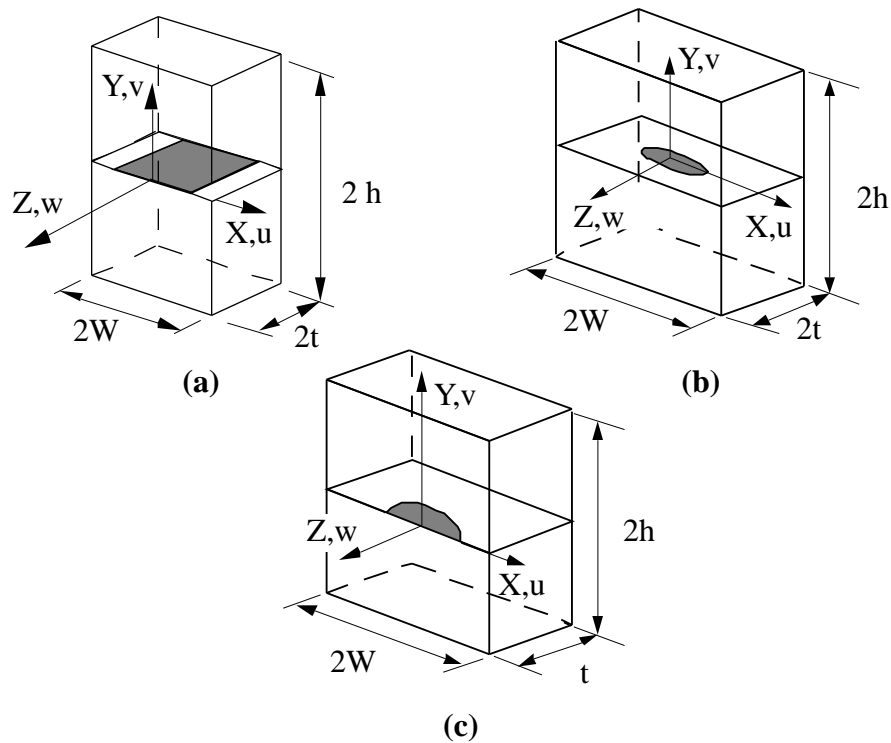 Y,v
2 h
Z,w
X,u
2W
2t
(a)
Y,v
2h
Z,w
X,u
2W
2t
(b)
Y,v
2h
Z,w
X,u
2W
t
(c)